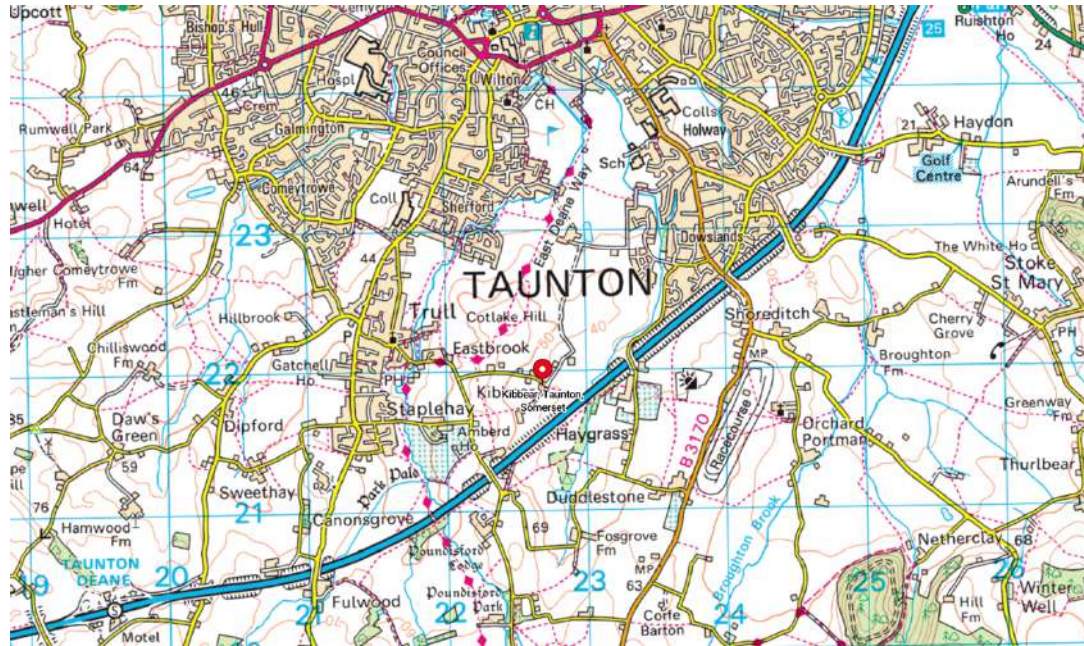 Upcott
Bishop's Hull
Council
Offices
Wilton
Ruishton
Ho
24
25
Hospl
46
Crem
CH
Colls
Holway
21
Haydon
Rumwell Park
Galmington
64
Sch
Golf
Centre
Arundell's
Fm
Comeytrowe
Coll
Sherford
East Deane Way
Hotel
23
Dowslands
The White Ho
Stoke
St Mary
Higher Comeytrowe
Fm
50
44
TAUNTON
Trull
Cotlake Hill
50
40
Shoreditch
Cherry
Grove
PH
Hillbrook
P
Chilliswood
Fm
Eastbrook
MP
Broughton
Fm
22
Gatchell
Ho
PH
Kibbear, Taunton
Somerset
85
Daw's
Green
Dipford
Staplehay
Amberd
Ho
Haygrass
B3170
Racecourse
Orchard
Portman
Greenway
Fm
59
Thurlbear
Sweethay
Park Pale
Duddlestone
76
21
Canonsgrove
69
Hamwood
Fm
Fosgrove
Fm
Broughton Brook
Netherclay
68
TAUNTON
DEANE
19
20
Poundisford
Lodge
MP
23
63
25
26
S
21
Fulwood
22
Poundisford
Park
Corfe
Barton
24
Hill
Fm
Winter
Well
Motel
70